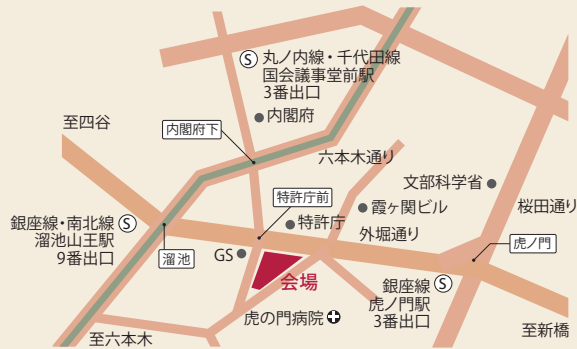 Ⓢ 丸ノ内線・千代田線
国会議事堂前駅
3番出口
内閣府
至四谷
内閣府下
六本木通り
文部科学省
特許庁前
霞ヶ関ビル
桜田通り
特許庁
銀座線・南北線 Ⓢ
溜池山王駅
9番出口
外堀通り
虎ノ門
GS
溜池
会場
銀座線 Ⓢ
虎ノ門駅
3番出口
虎の門病院
至新橋
至六本木